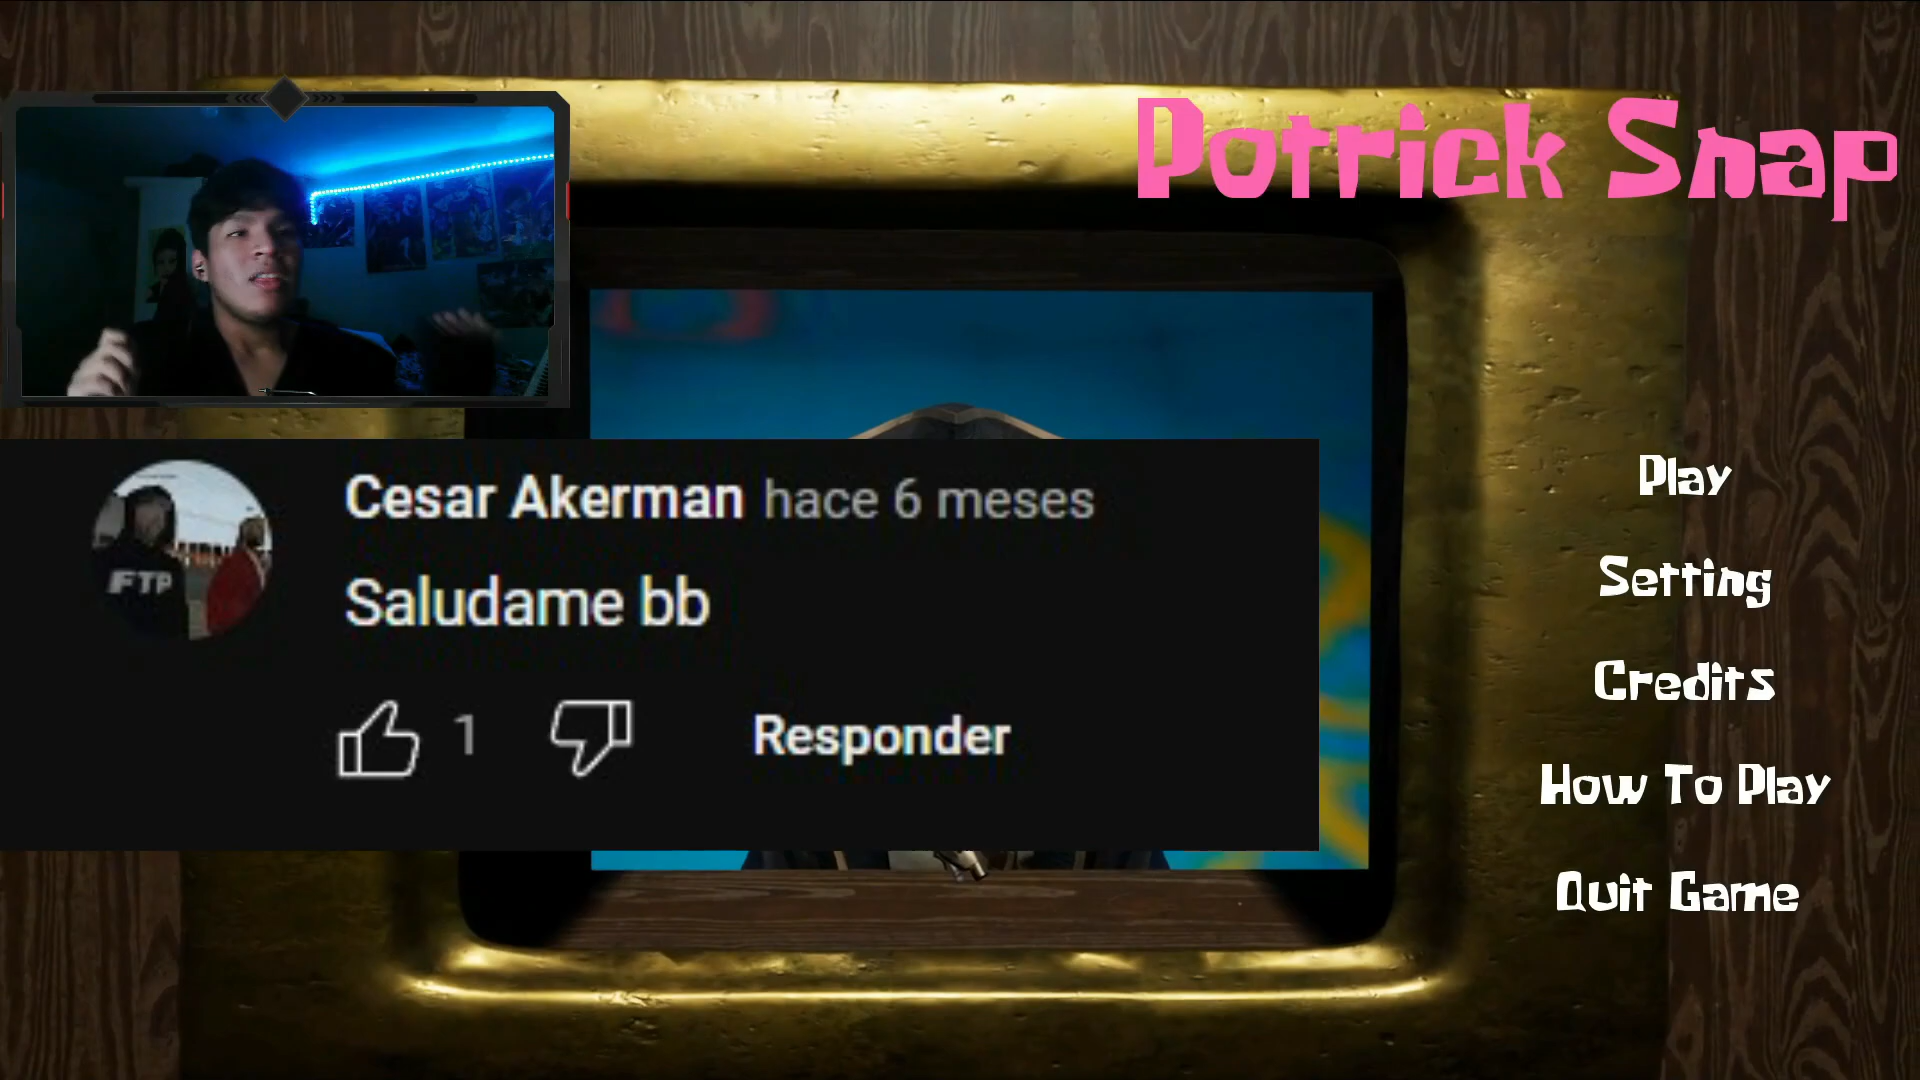 Potrick Snap
Cesar Akerman hace 6 meses
FTP
Saludame bb
1
Responder
Play
Setting
Credits
How To Play
Quit Game